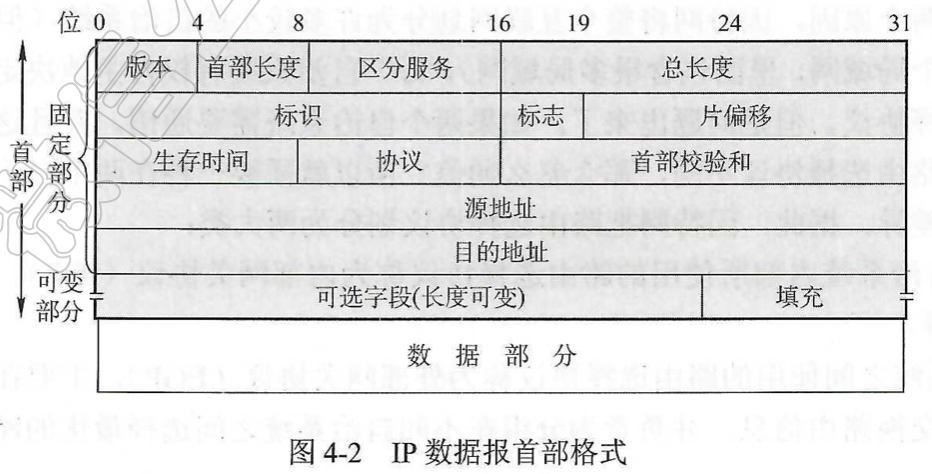 位 0 4 8 16 19 24 31
版本 首部长度 区分服务 总长度
标识 标志 片偏移
生存时间 协议 首部校验和
源地址
目的地址
可选字段(长度可变) 填充
数据部分
首部
固定部分
可变部分
图 4-2 IP 数据报首部格式